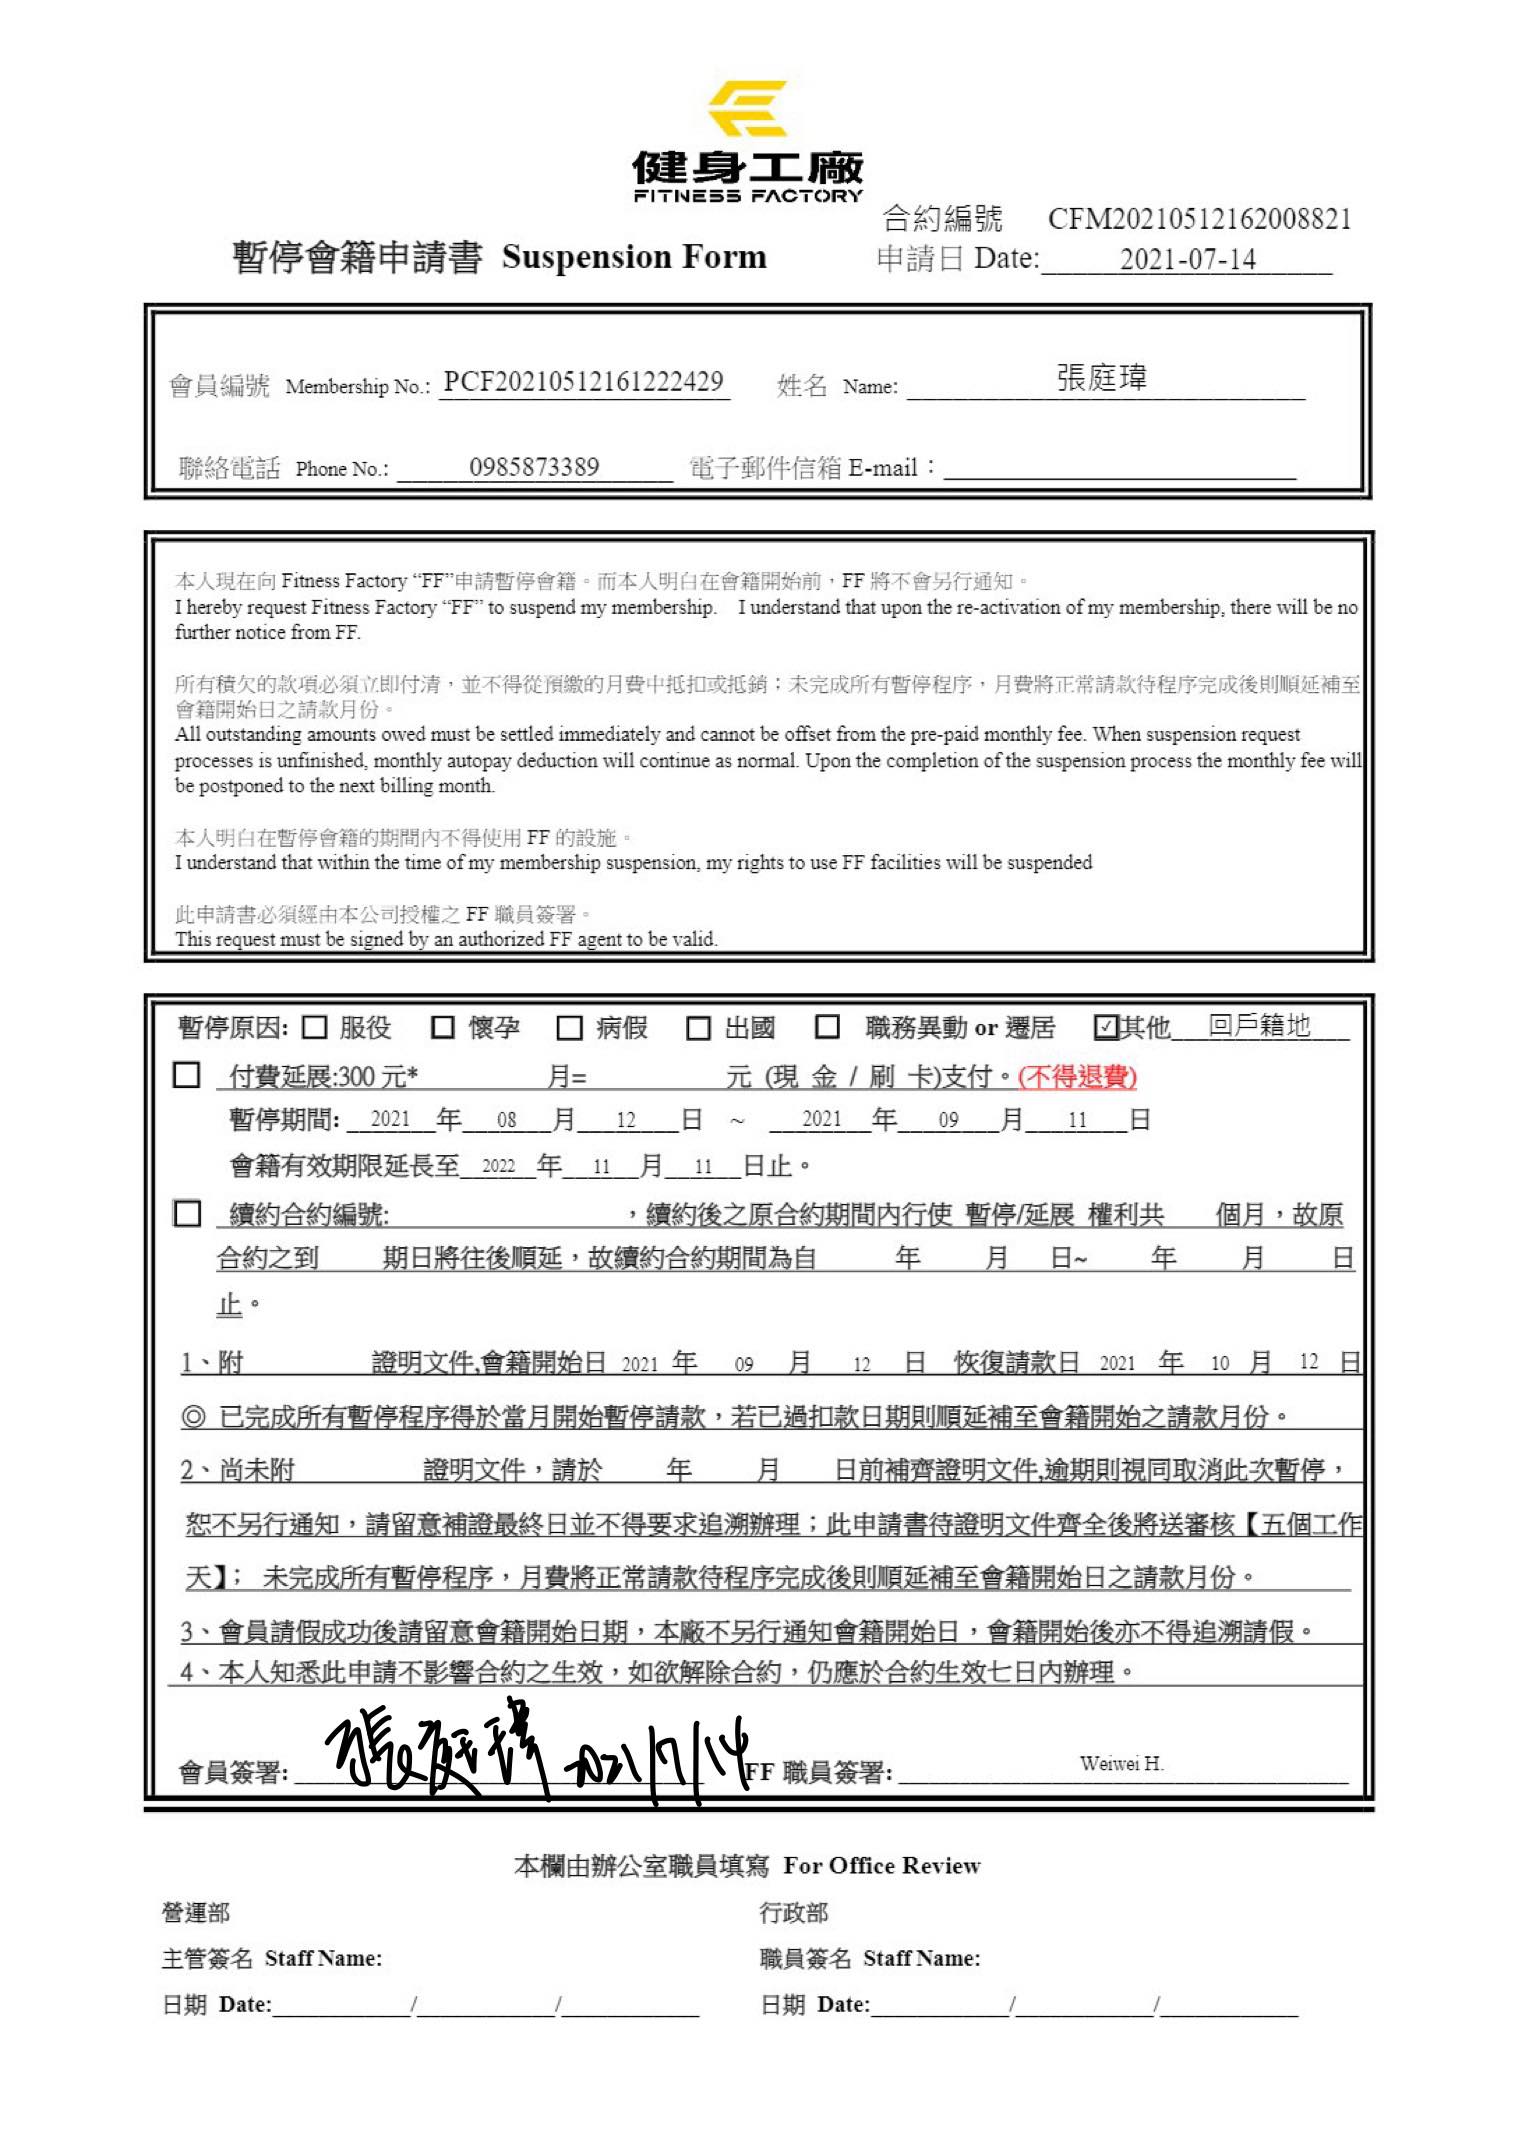 健身工廠
FITNESS FACTORY
合約編號 CFM20210512162008821
暫停會籍申請書 Suspension Form 申請日 Date: 2021-07-14
會員編號 Membership No.: PCF20210512161222429 姓名 Name: 張庭瑋
聯絡電話 Phone No.: 0985873389 電子郵件信箱 E-mail：
本人現在向 Fitness Factory “FF”申請暫停會籍。而本人明白在會籍開始前，FF 將不會另行通知。
I hereby request Fitness Factory “FF” to suspend my membership. I understand that upon the re-activation of my membership, there will be no
further notice from FF.
所有積欠的款項必須立即付清，並不得從預繳的月費中抵扣或抵銷；未完成所有暫停程序，月費將正常請款待程序完成後則順延補至
會籍開始日之請款月份。
All outstanding amounts owed must be settled immediately and cannot be offset from the pre-paid monthly fee. When suspension request
processes is unfinished, monthly autopay deduction will continue as normal. Upon the completion of the suspension process the monthly fee will
be postponed to the next billing month.
本人明白在暫停會籍的期間內不得使用 FF 的設施。
I understand that within the time of my membership suspension, my rights to use FF facilities will be suspended
此申請書必須經由本公司授權之 FF 職員簽署。
This request must be signed by an authorized FF agent to be valid.
暫停原因: □ 服役 □ 懷孕 □ 病假 □ 出國 □ 職務異動 or 遷居 ☑其他 回戶籍地
□ 付費延展:300 元* 月= 元 (現 金 / 刷 卡)支付。(不得退費)
暫停期間: 2021 年 08 月 12 日 ~ 2021 年 09 月 11 日
會籍有效期限延長至 2022 年 11 月 11 日止。
□ 續約合約編號: ，續約後之原合約期間內行使 暫停/延展 權利共 個月，故原
合約之到 期日將往後順延，故續約合約期間為自 年 月 日~ 年 月 日
止。
1、附 證明文件,會籍開始日 2021 年 09 月 12 日 恢復請款日 2021 年 10 月 12 日
◎ 已完成所有暫停程序得於當月開始暫停請款，若已過扣款日期則順延補至會籍開始之請款月份。
2、尚未附 證明文件，請於 年 月 日前補齊證明文件,逾期則視同取消此次暫停，
恕不另行通知，請留意補證最終日並不得要求追溯辦理；此申請書待證明文件齊全後將送審核【五個工作
天】; 未完成所有暫停程序，月費將正常請款待程序完成後則順延補至會籍開始日之請款月份。
3、會員請假成功後請留意會籍開始日期，本廠不另行通知會籍開始日，會籍開始後亦不得追溯請假。
4、本人知悉此申請不影響合約之生效，如欲解除合約，仍應於合約生效七日內辦理。
會員簽署: 張庭瑋 2021/7/14 FF 職員簽署: Weiwei H.
本欄由辦公室職員填寫 For Office Review
營運部 行政部
主管簽名 Staff Name: 職員簽名 Staff Name:
日期 Date: / / 日期 Date: / /